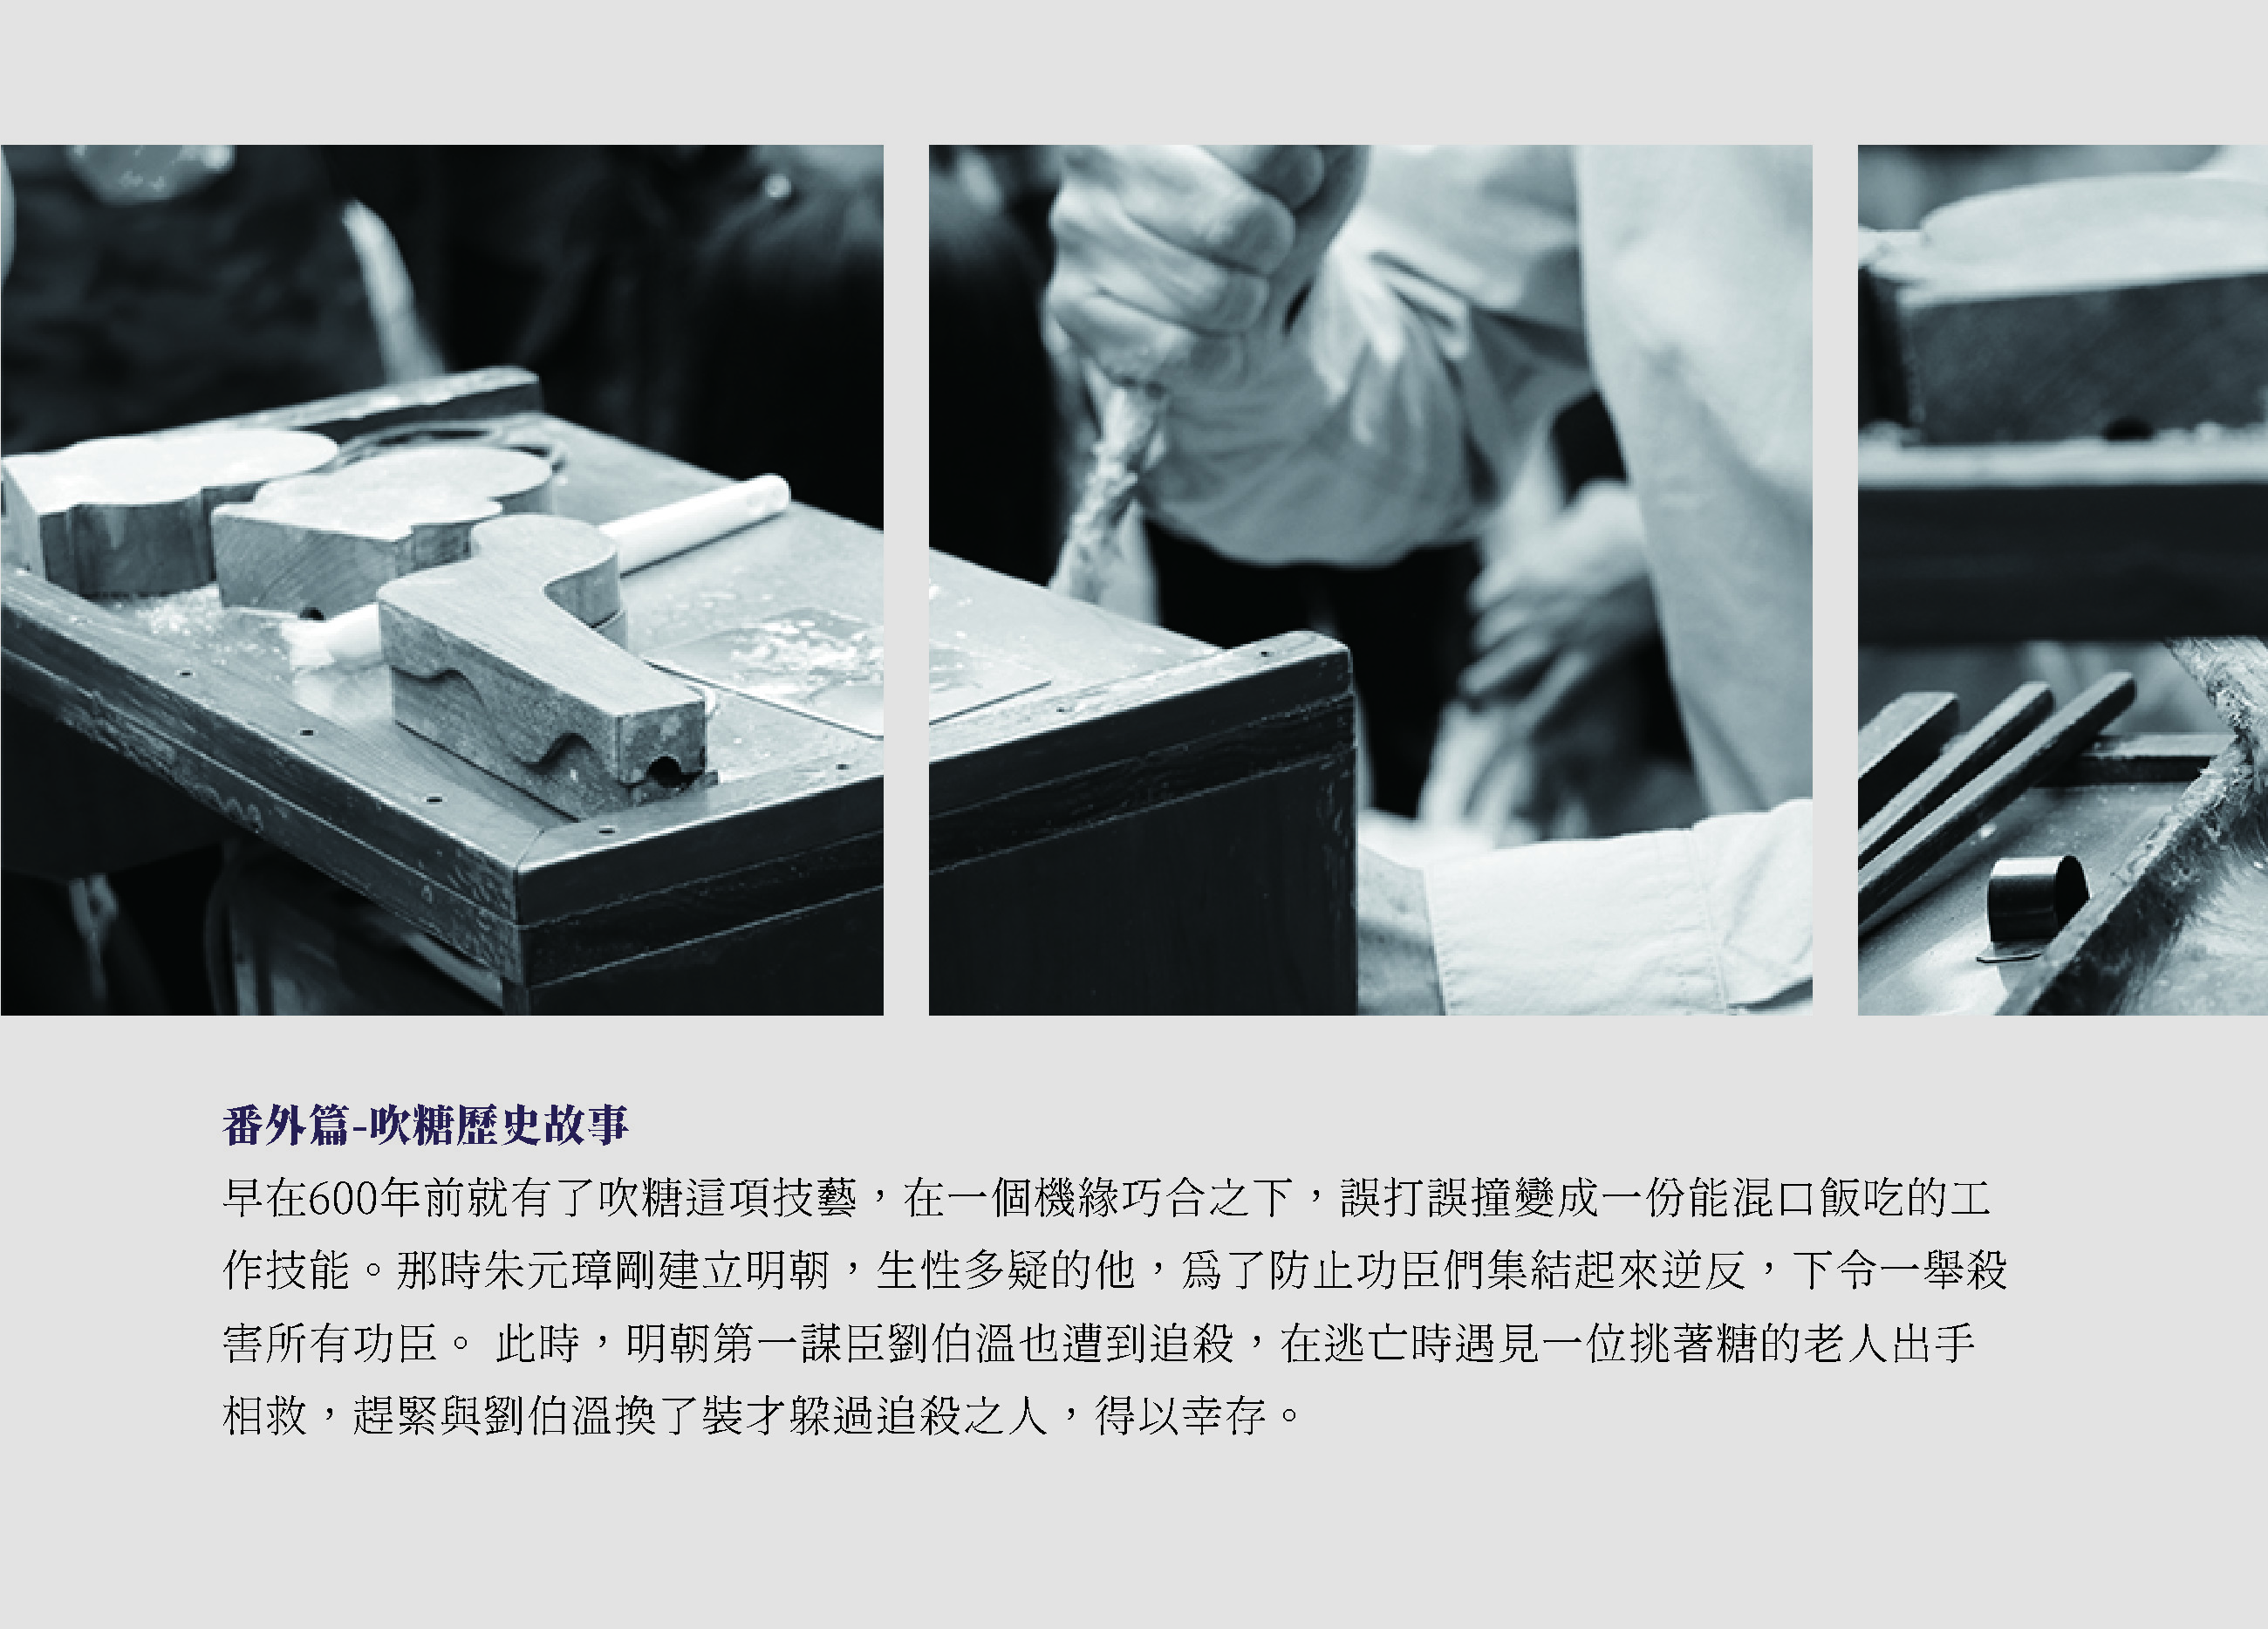 番外篇-吹糖歷史故事
早在600年前就有了吹糖這項技藝，在一個機緣巧合之下，誤打誤撞變成一份能混口飯吃的工
作技能。那時朱元璋剛建立明朝，生性多疑的他，爲了防止功臣們集結起來逆反，下令一舉殺
害所有功臣。 此時，明朝第一謀臣劉伯溫也遭到追殺，在逃亡時遇見一位挑著糖的老人出手
相救，趕緊與劉伯溫換了裝才躲過追殺之人，得以幸存。